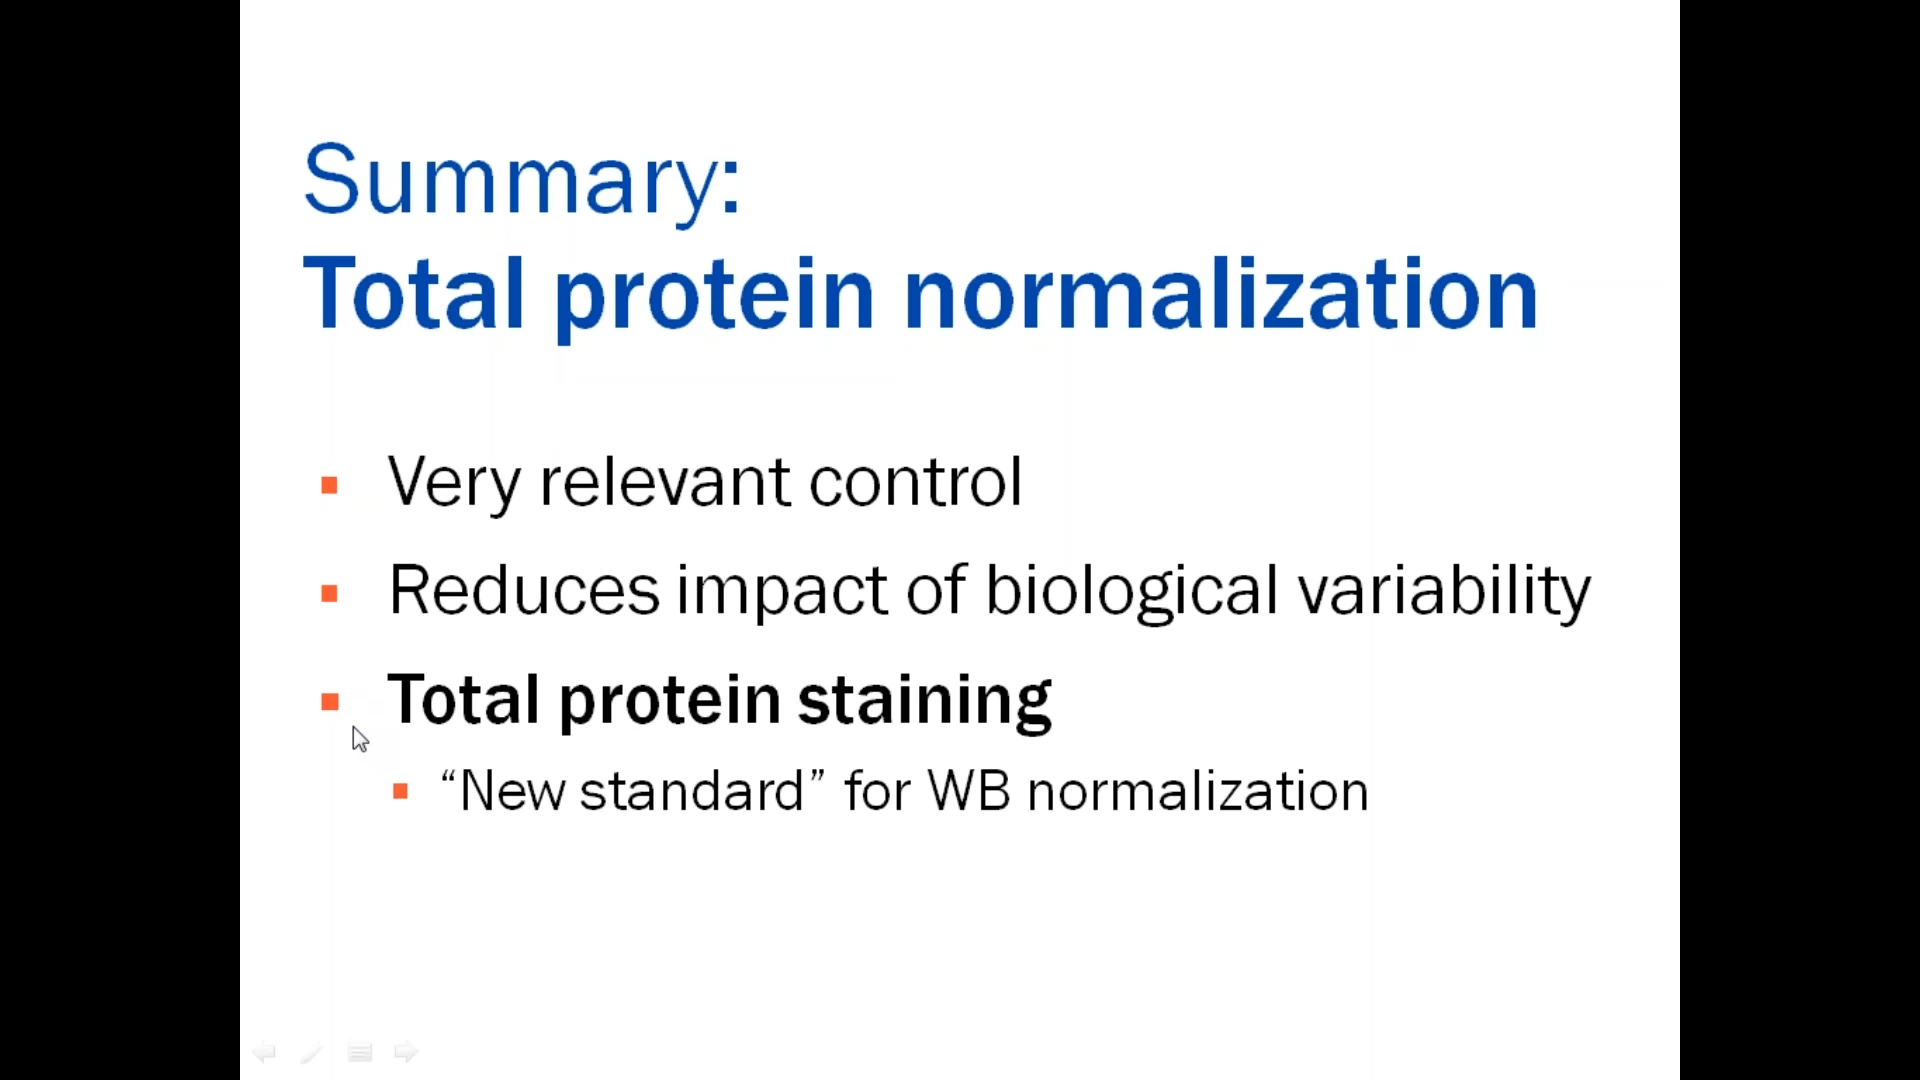 Summary:
Total protein normalization
Very relevant control
Reduces impact of biological variability
Total protein staining
“New standard” for WB normalization